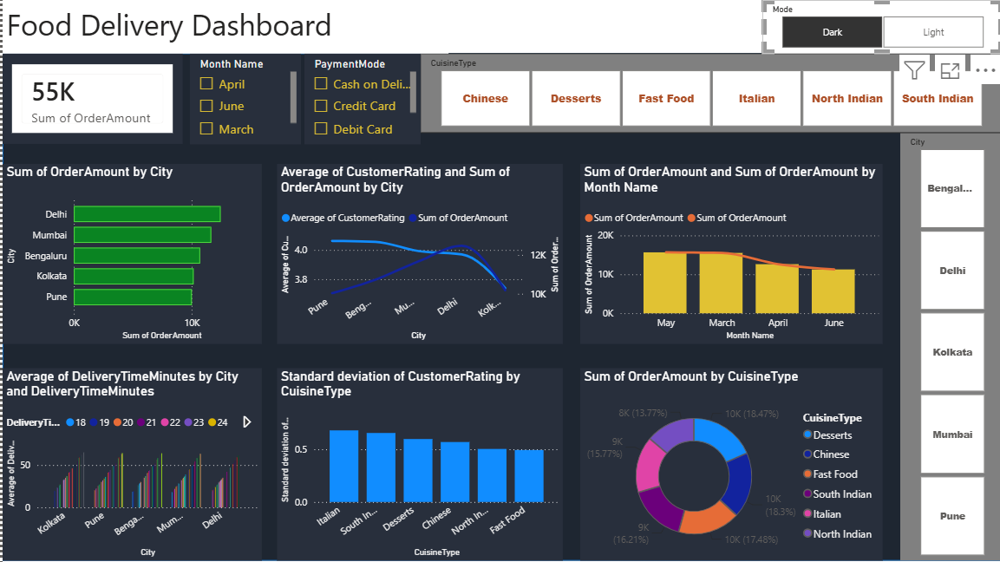 Food Delivery Dashboard
Mode
Dark
Light
55K
Sum of OrderAmount
Month Name
April
June
March
PaymentMode
Cash on Deli...
Credit Card
Debit Card
CuisineType
Chinese
Desserts
Fast Food
Italian
North Indian
South Indian
City
Bengal...
Delhi
Kolkata
Mumbai
Pune
Sum of OrderAmount by City
City
Delhi
Mumbai
Bengaluru
Kolkata
Pune
0K
10K
Sum of OrderAmount
Average of CustomerRating and Sum of
OrderAmount by City
Average of CustomerRating
Sum of OrderAmount
Average of Cu...
4.0
3.8
12K
10K
Sum of Order...
Pune
Beng...
Mu...
Delhi
Kolk...
City
Sum of OrderAmount and Sum of OrderAmount by
Month Name
Sum of OrderAmount
Sum of OrderAmount
Sum of OrderAmount
20K
10K
0K
May
March
April
June
Month Name
Average of DeliveryTimeMinutes by City
and DeliveryTimeMinutes
DeliveryTi...
18
19
20
21
22
23
24
Average of Deliv...
50
0
Kolkata
Pune
Benga...
Mum...
Delhi
City
Standard deviation of CustomerRating by
CuisineType
Standard deviation of...
0.5
0.0
Italian
South In...
Desserts
Chinese
North In...
Fast Food
CuisineType
Sum of OrderAmount by CuisineType
8K (13.77%)
10K (18.47%)
9K
(15.77%)
10K
(18.3%)
9K
(16.21%)
10K (17.48%)
CuisineType
Desserts
Chinese
Fast Food
South Indian
Italian
North Indian